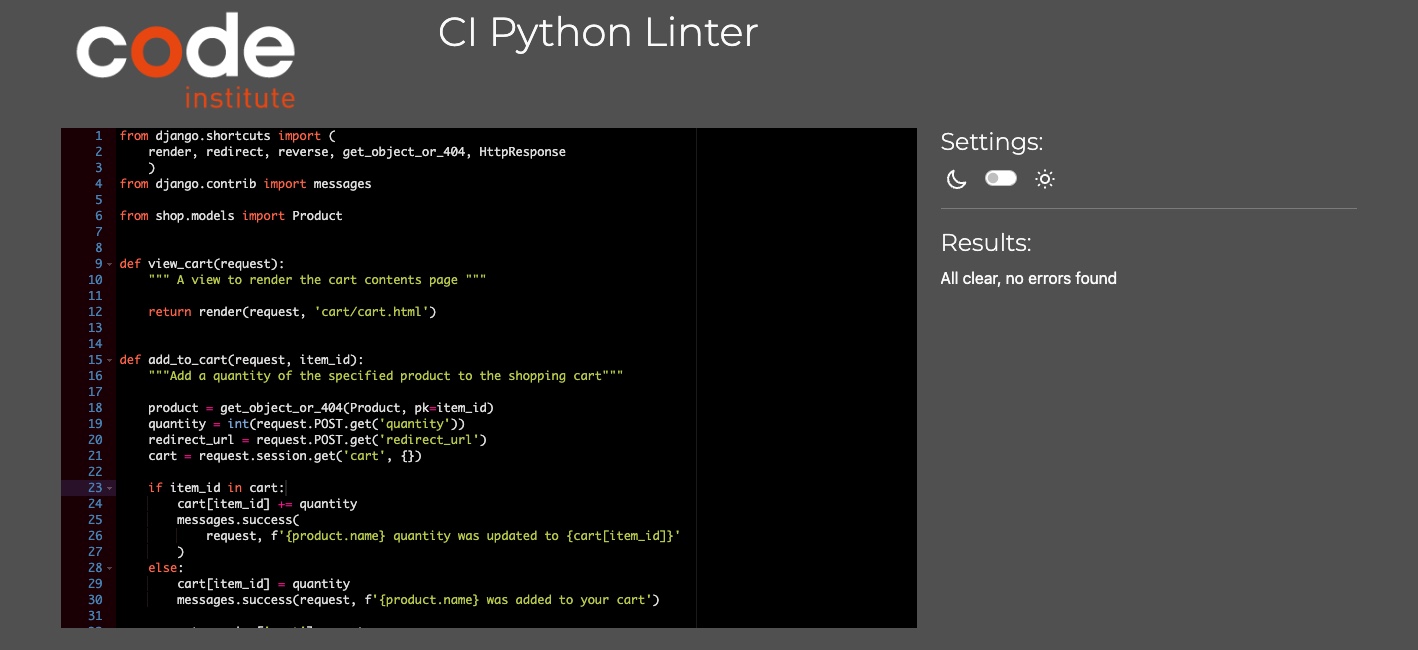 code
institute
CI Python Linter
1 from django.shortcuts import (
2     render, redirect, reverse, get_object_or_404, HttpResponse
3     )
4 from django.contrib import messages
5
6 from shop.models import Product
7
8
9 def view_cart(request):
10     """ A view to render the cart contents page """
11
12     return render(request, 'cart/cart.html')
13
14
15 def add_to_cart(request, item_id):
16     """Add a quantity of the specified product to the shopping cart"""
17
18     product = get_object_or_404(Product, pk=item_id)
19     quantity = int(request.POST.get('quantity'))
20     redirect_url = request.POST.get('redirect_url')
21     cart = request.session.get('cart', {})
22
23     if item_id in cart:
24         cart[item_id] += quantity
25         messages.success(
26             request, f'{product.name} quantity was updated to {cart[item_id]}'
27         )
28     else:
29         cart[item_id] = quantity
30         messages.success(request, f'{product.name} was added to your cart')
31
Settings:
Results:
All clear, no errors found